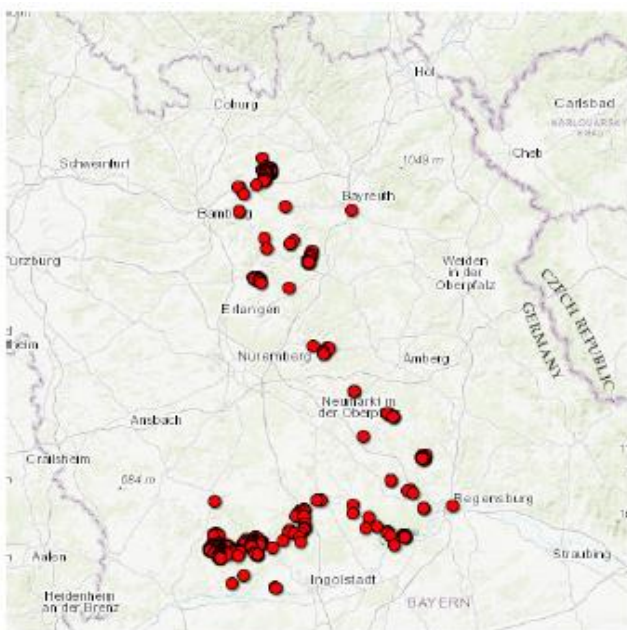 Hof
Coburg
Carlsbad
KARLOVARSKÝ
KRAJ
Schweinfurt
1049 m
Cheb
Bayreuth
Bamberg
Weiden
in der
Oberpfalz
CZECH REPUBLIC
GERMANY
Erlangen
Nuremberg
Amberg
Neumarkt in
der Oberpfalz
Ansbach
Crailsheim
684 m
Regensburg
Straubing
Aalen
Ingolstadt
Heidenheim
an der Brenz
BAYERN